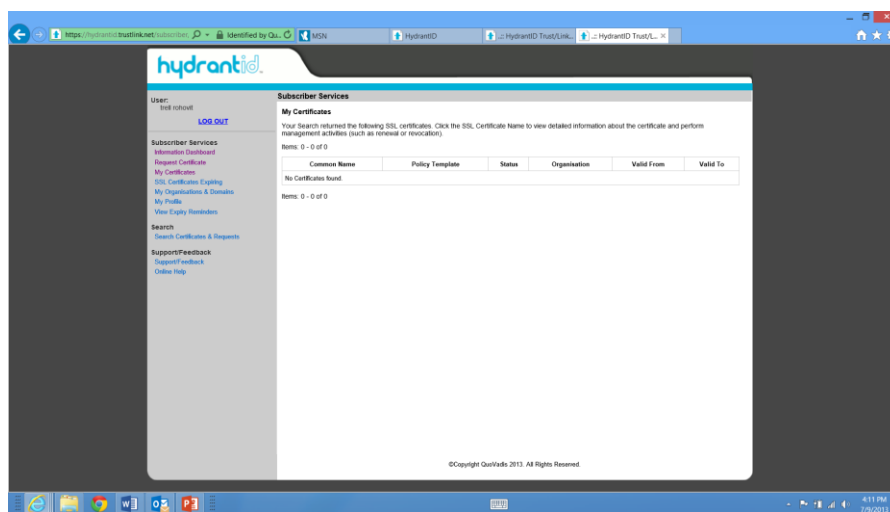 https://hydrantid.trustlink.net/subscriber/
Identified by Qu...
MSN
HydrantID
.:: HydrantID Trust/Link...
.:: HydrantID Trust/L...
hydrantid.
User:
trell rohovit
LOG OUT
Subscriber Services
Information Dashboard
Request Certificate
My Certificates
SSL Certificates Expiring
My Organisations & Domains
My Profile
View Expiry Reminders
Search
Search Certificates & Requests
Support/Feedback
Support/Feedback
Online Help
Subscriber Services
My Certificates
Your Search returned the following SSL certificates. Click the SSL Certificate Name to view detailed information about the certificate and perform
management activities (such as renewal or revocation).
Items: 0 - 0 of 0
Common Name Policy Template Status Organisation Valid From Valid To
No Certificates found.
Items: 0 - 0 of 0
©Copyright QuoVadis 2013. All Rights Reserved.
4:11 PM
7/9/2013